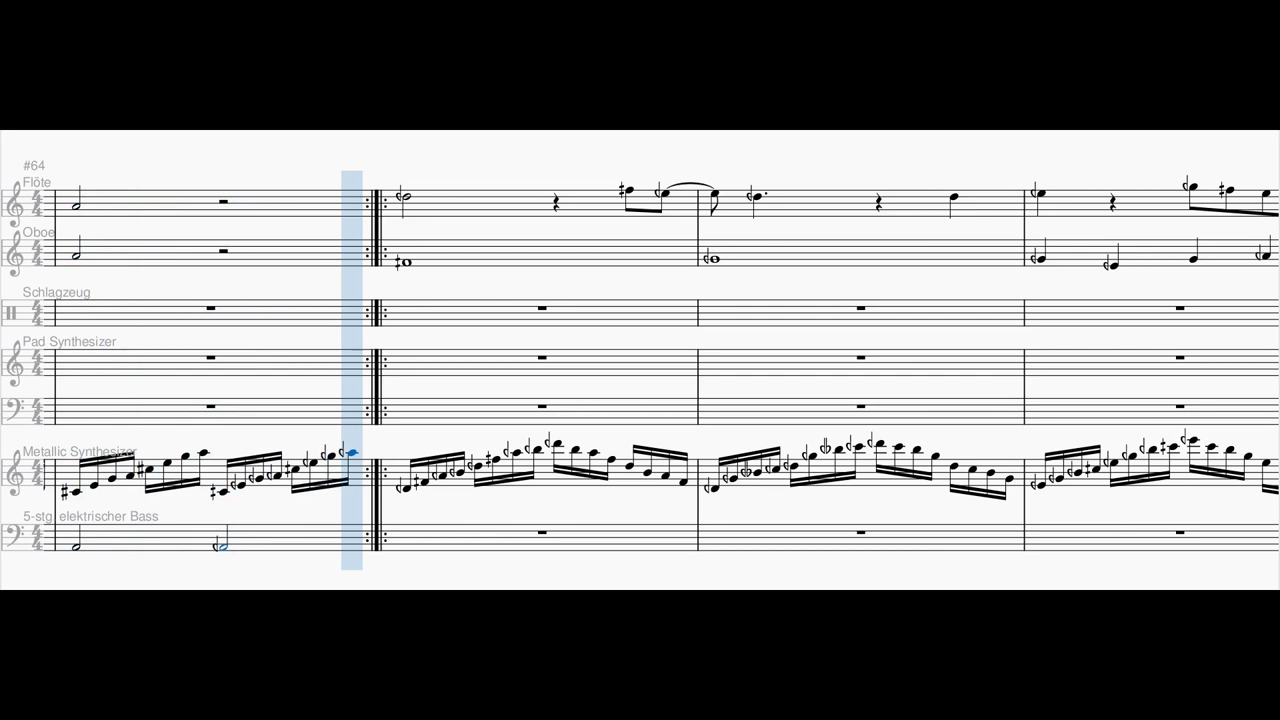 #64
Flöte
Oboe
Schlagzeug
Pad Synthesizer
Metallic Synthesizer
5-stg. elektrischer Bass